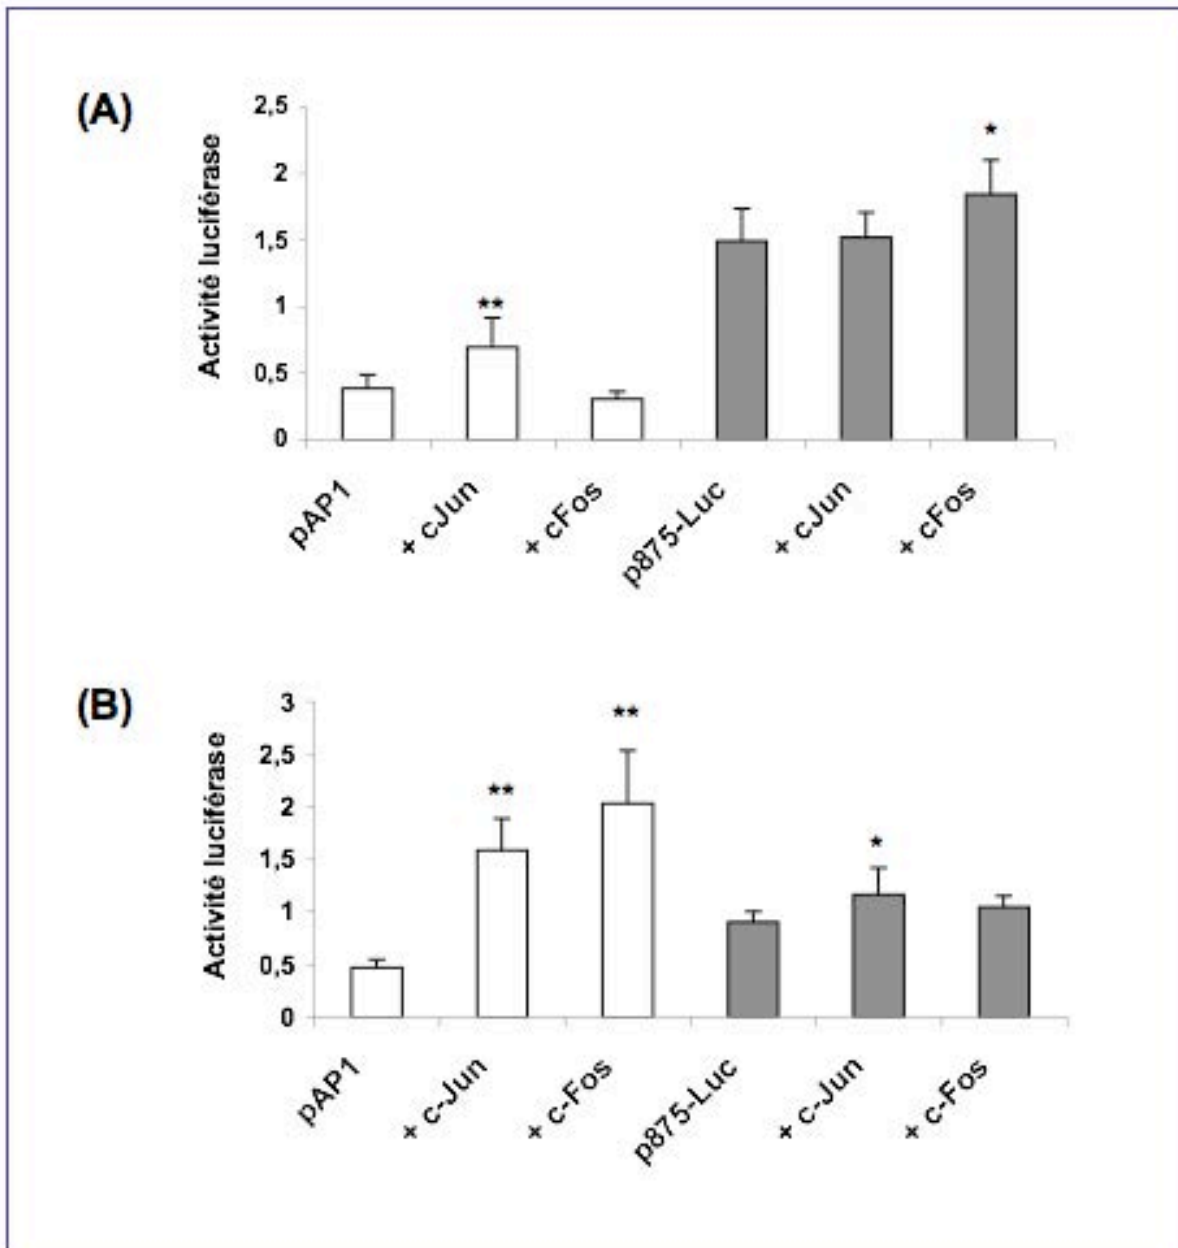 (A)
Activité luciférase
2,5
2
1,5
1
0,5
0
**
*
pAP1
+ cJun
+ cFos
p875-Luc
+ cJun
+ cFos
(B)
Activité luciférase
3
2,5
2
1,5
1
0,5
0
**
**
*
pAP1
+ c-Jun
+ c-Fos
p875-Luc
+ c-Jun
+ c-Fos